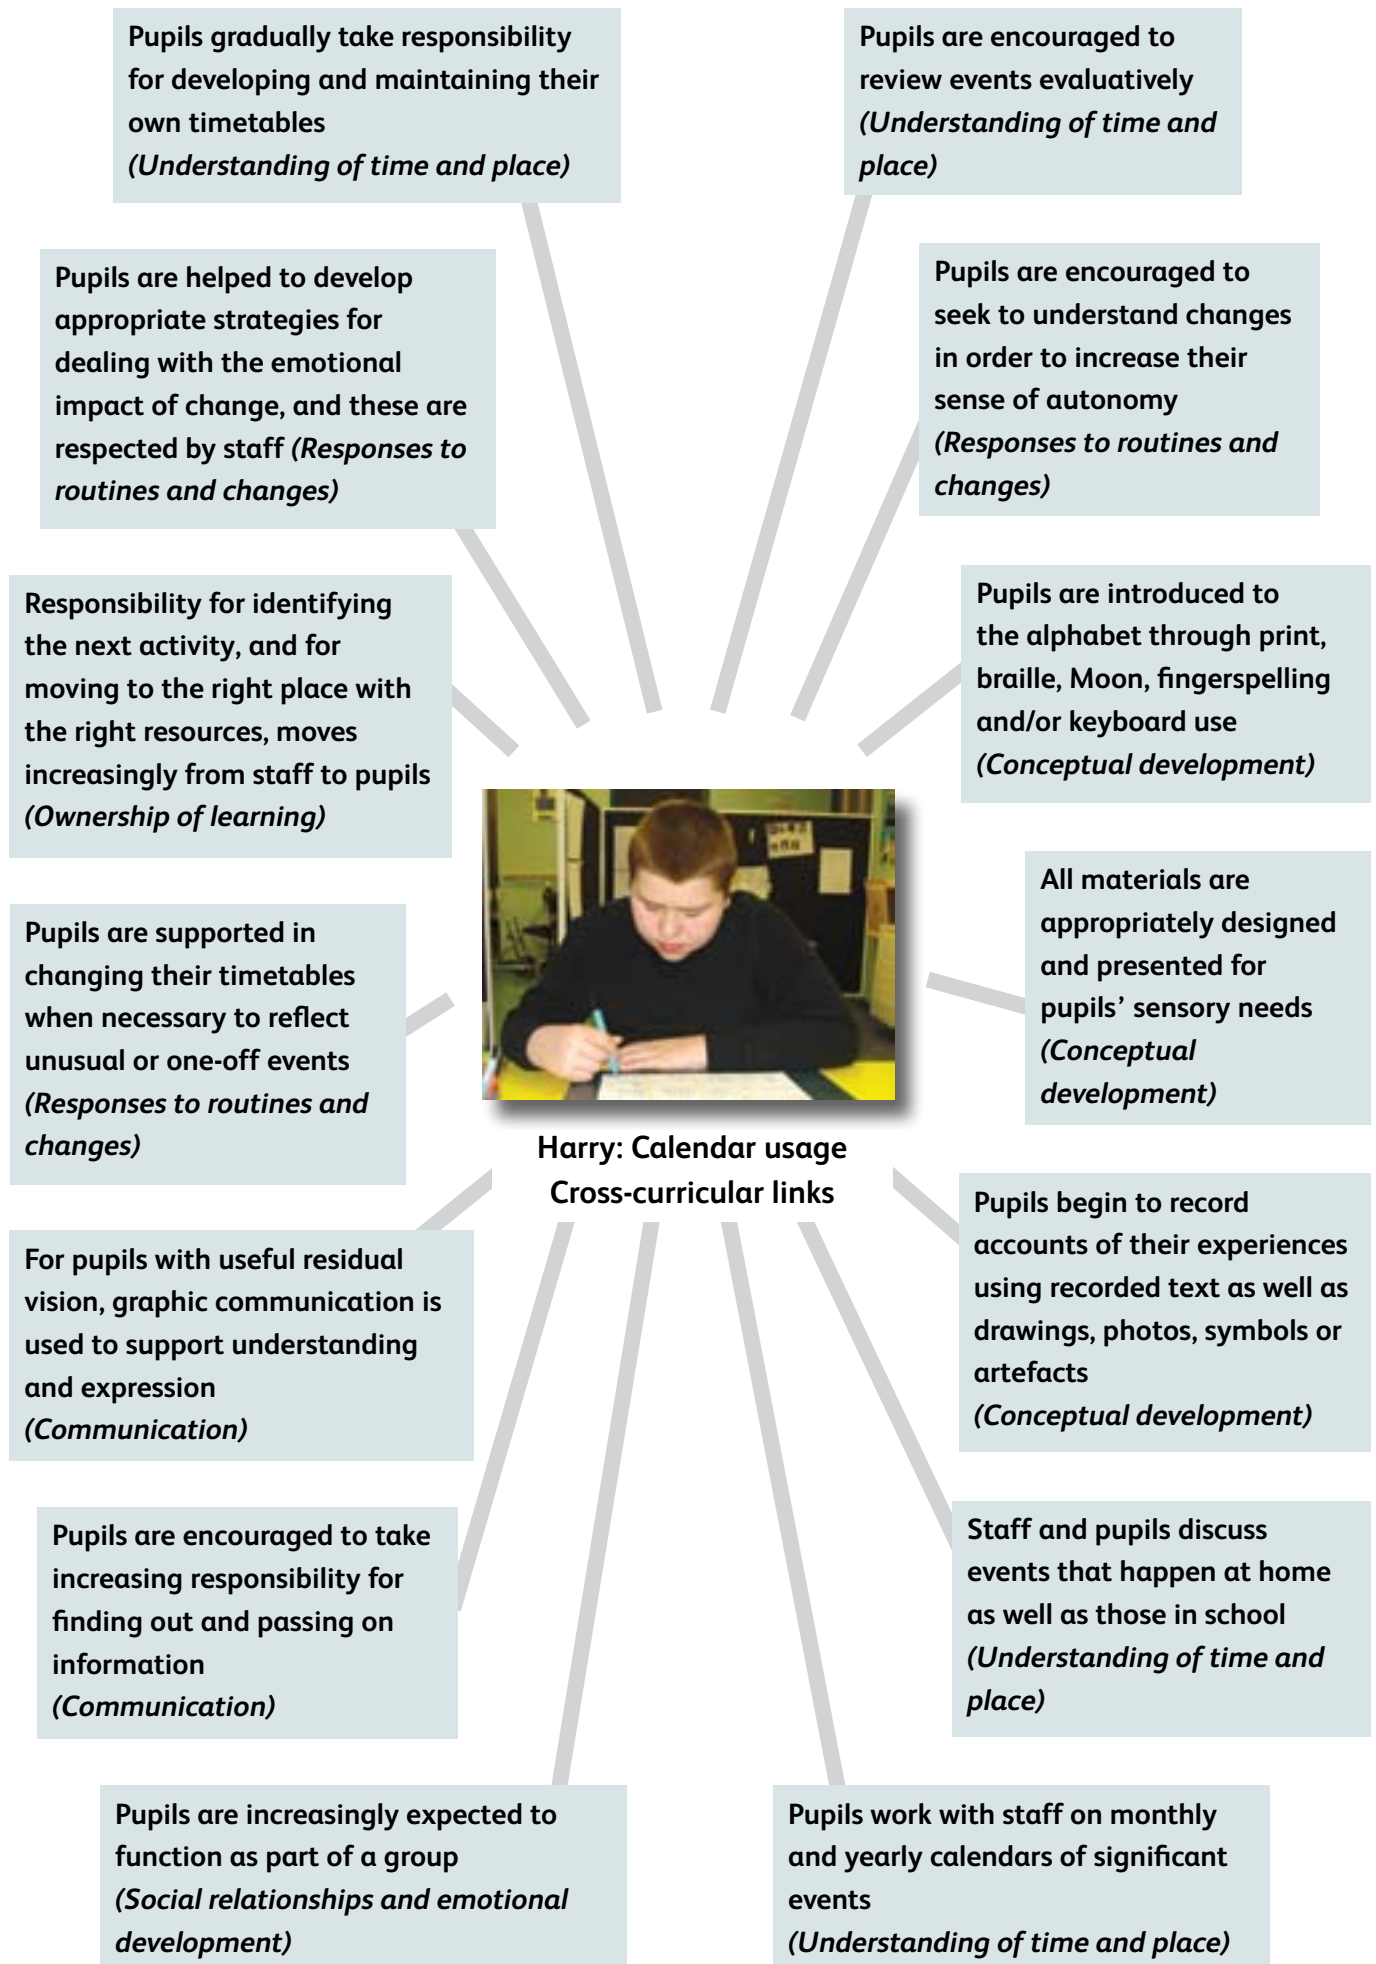 Pupils gradually take responsibility
for developing and maintaining their
own timetables
(Understanding of time and place)
Pupils are encouraged to
review events evaluatively
(Understanding of time and
place)
Pupils are helped to develop
appropriate strategies for
dealing with the emotional
impact of change, and these are
respected by staff (Responses to
routines and changes)
Pupils are encouraged to
seek to understand changes
in order to increase their
sense of autonomy
(Responses to routines and
changes)
Responsibility for identifying
the next activity, and for
moving to the right place with
the right resources, moves
increasingly from staff to pupils
(Ownership of learning)
Pupils are introduced to
the alphabet through print,
braille, Moon, fingerspelling
and/or keyboard use
(Conceptual development)
All materials are
appropriately designed
and presented for
pupils’ sensory needs
(Conceptual
development)
Pupils are supported in
changing their timetables
when necessary to reflect
unusual or one-off events
(Responses to routines and
changes)
Harry: Calendar usage
Cross-curricular links
Pupils begin to record
accounts of their experiences
using recorded text as well as
drawings, photos, symbols or
artefacts
(Conceptual development)
For pupils with useful residual
vision, graphic communication is
used to support understanding
and expression
(Communication)
Staff and pupils discuss
events that happen at home
as well as those in school
(Understanding of time and
place)
Pupils are encouraged to take
increasing responsibility for
finding out and passing on
information
(Communication)
Pupils are increasingly expected to
function as part of a group
(Social relationships and emotional
development)
Pupils work with staff on monthly
and yearly calendars of significant
events
(Understanding of time and place)